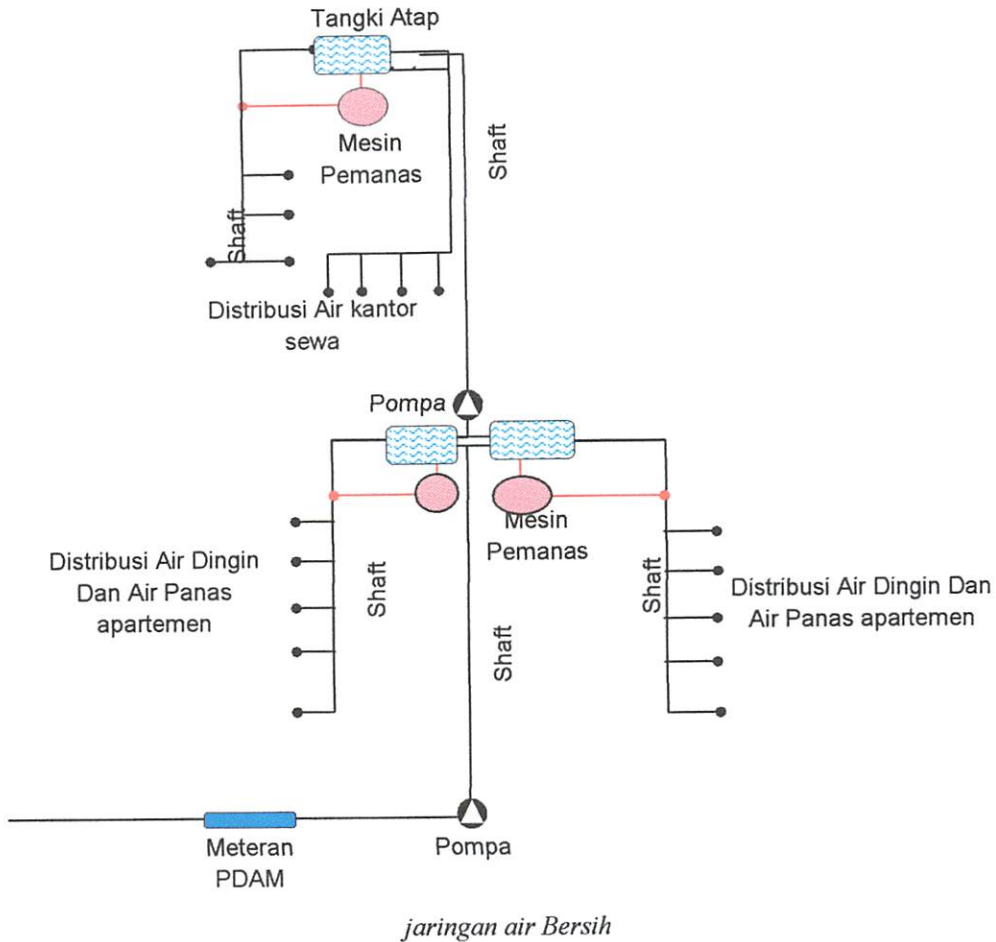 Tangki Atap
Mesin
Pemanas
Shaft
Shaft
Distribusi Air kantor
sewa
Pompa
Mesin
Pemanas
Distribusi Air Dingin
Dan Air Panas
apartemen
Shaft
Shaft
Shaft
Distribusi Air Dingin Dan
Air Panas apartemen
Meteran
PDAM
Pompa
jaringan air Bersih